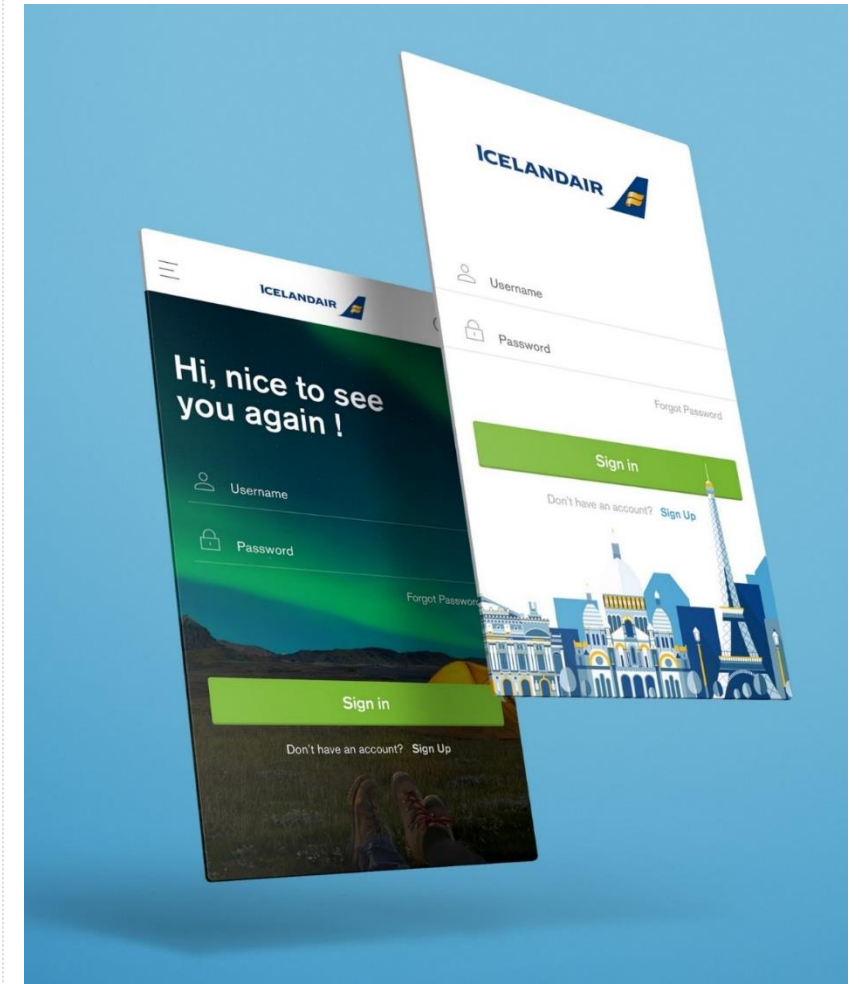 ICELANDAIR
Username
Password
Forgot Password
Sign in
Don't have an account? Sign Up
ICELANDAIR
Hi, nice to see
you again !
Username
Password
Forgot Password
Sign in
Don't have an account? Sign Up